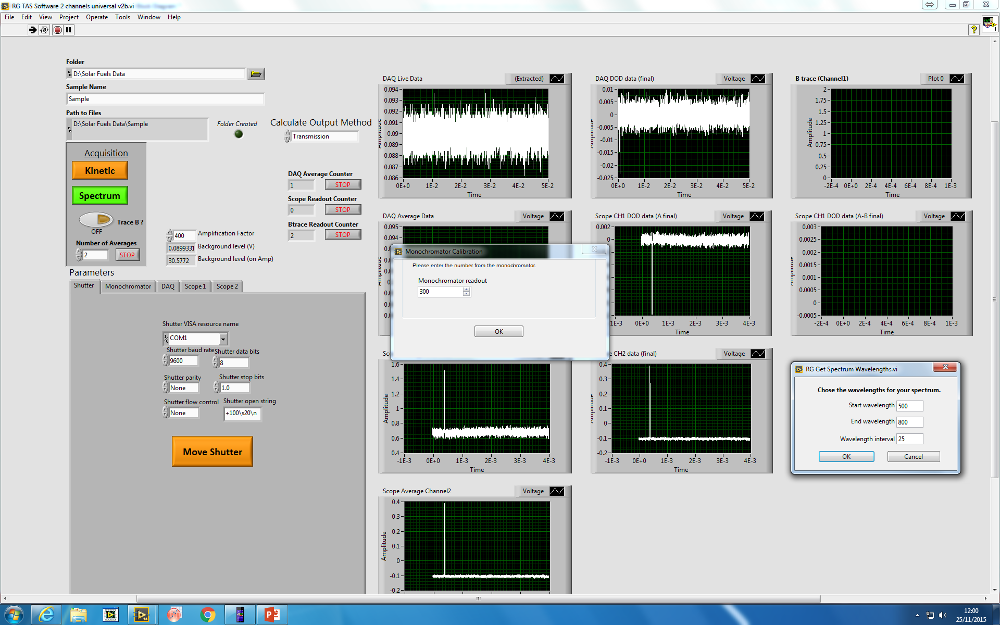 RG TAS Software 2 channels universal v2b.vi
File Edit View Project Operate Tools Window Help
Folder
D:\Solar Fuels Data
Sample Name
Sample
Path to Files
D:\Solar Fuels Data\Sample
Folder Created
Calculate Output Method
Transmission
Acquisition
Kinetic
Spectrum
Trace B ?
OFF
Number of Averages
2 STOP
DAQ Average Counter
1 STOP
Scope Readout Counter
0 STOP
Btrace Readout Counter
2 STOP
400 Amplification Factor
0.0899331 Background level (V)
30.5772 Background level (on Amp)
Parameters
Shutter Monochromator DAQ Scope 1 Scope 2
Shutter VISA resource name
COM1
Shutter baud rate Shutter data bits
9600 8
Shutter parity Shutter stop bits
None 1.0
Shutter flow control Shutter open string
None +100\s20\n
Move Shutter
DAQ Live Data (Extracted)
Amplitude
0.094
0.093
0.092
0.091
0.09
0.089
0.088
0.087
0.086
0E+0 1E-2 2E-2 3E-2 4E-2 5E-2
Time
DAQ DOD data (final) Voltage
0.01
0.005
0
-0.005
-0.01
-0.015
-0.02
-0.025
0E+0 1E-2 2E-2 3E-2 4E-2 5E-2
Time
B trace (Channel1) Plot 0
Amplitude
2
1.75
1.5
1.25
1
0.75
0.5
0.25
0
-2E-4 0E+0 2E-4 4E-4 6E-4 8E-4 1E-3
Time
DAQ Average Data Voltage
0.095
0.094
Scope CH1 DOD data (A final) Voltage
0.002
0
1E-3 0E+0 1E-3 2E-3 3E-3 4E-3
Time
Scope CH1 DOD data (A-B final) Voltage
0.003
0.0025
0.002
0.0015
0.001
0.0005
0
-0.0005
-2E-4 0E+0 2E-4 4E-4 6E-4 8E-4 1E-3
Time
Monochromator Calibration
Please enter the number from the monochromator.
Monochromator readout
300
OK
Amplitude
1.6
1.4
1.2
1
0.8
0.6
0.4
-1E-3 0E+0 1E-3 2E-3 3E-3 4E-3
Time
CH2 data (final) Voltage
0.4
0.3
0.2
0.1
0
-0.1
-0.2
-1E-3 0E+0 1E-3 2E-3 3E-3 4E-3
Time
RG Get Spectrum Wavelengths.vi
Chose the wavelengths for your spectrum.
Start wavelength 500
End wavelength 800
Wavelength interval 25
OK Cancel
Scope Average Channel2 Voltage
Amplitude
0.4
0.3
0.2
0.1
0
-0.1
-0.2
12:00
25/11/2015